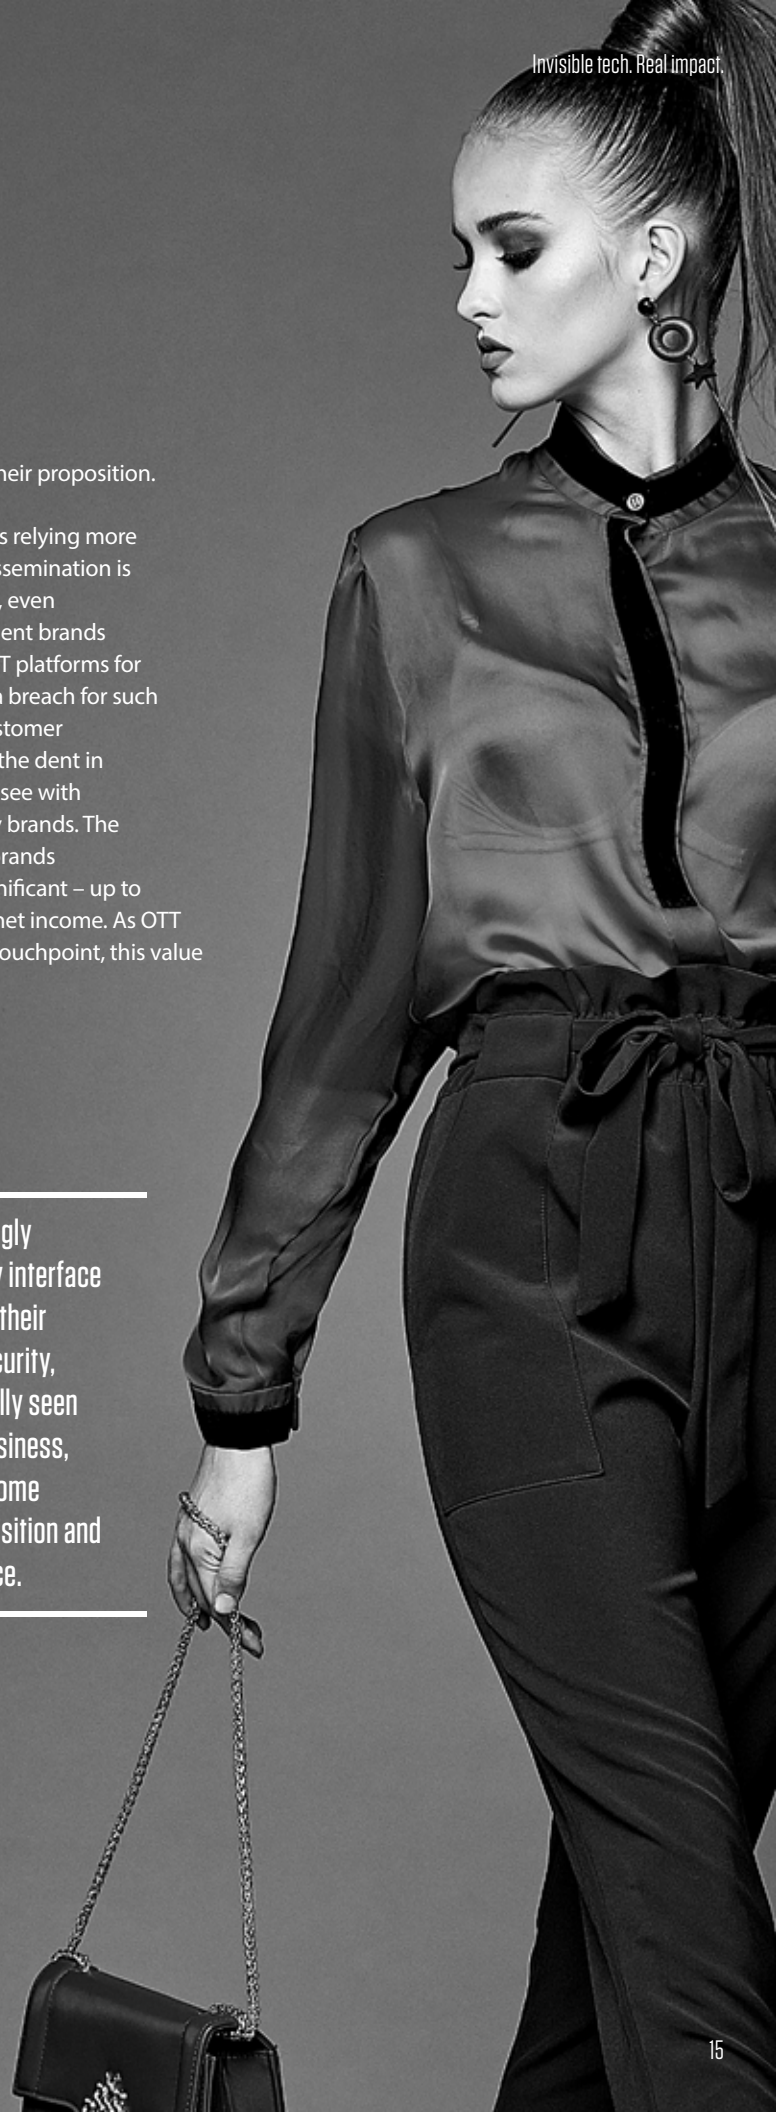 Invisible tech. Real impact.
heir proposition.
s relying more
ssemination is
, even
ent brands
T platforms for
breach for such
stomer
the dent in
see with
brands. The
rands
nificant – up to
net income. As OTT
ouchpoint, this value
gly
interface
their
curity,
lly seen
siness,
ome
sition and
ce.
15